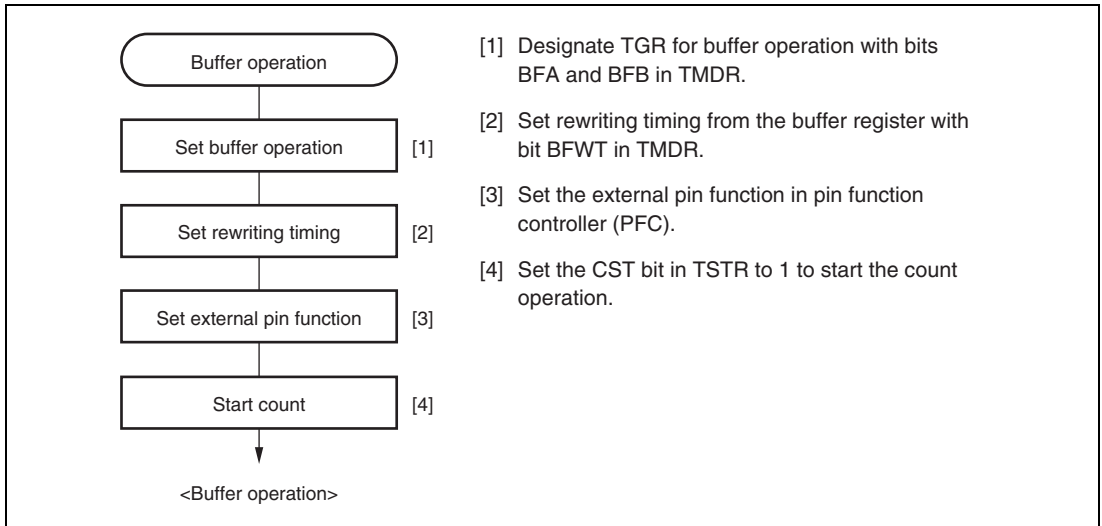 Buffer operation
Set buffer operation [1]
Set rewriting timing [2]
Set external pin function [3]
Start count [4]
<Buffer operation>
[1] Designate TGR for buffer operation with bits
BFA and BFB in TMDR.
[2] Set rewriting timing from the buffer register with
bit BFWT in TMDR.
[3] Set the external pin function in pin function
controller (PFC).
[4] Set the CST bit in TSTR to 1 to start the count
operation.